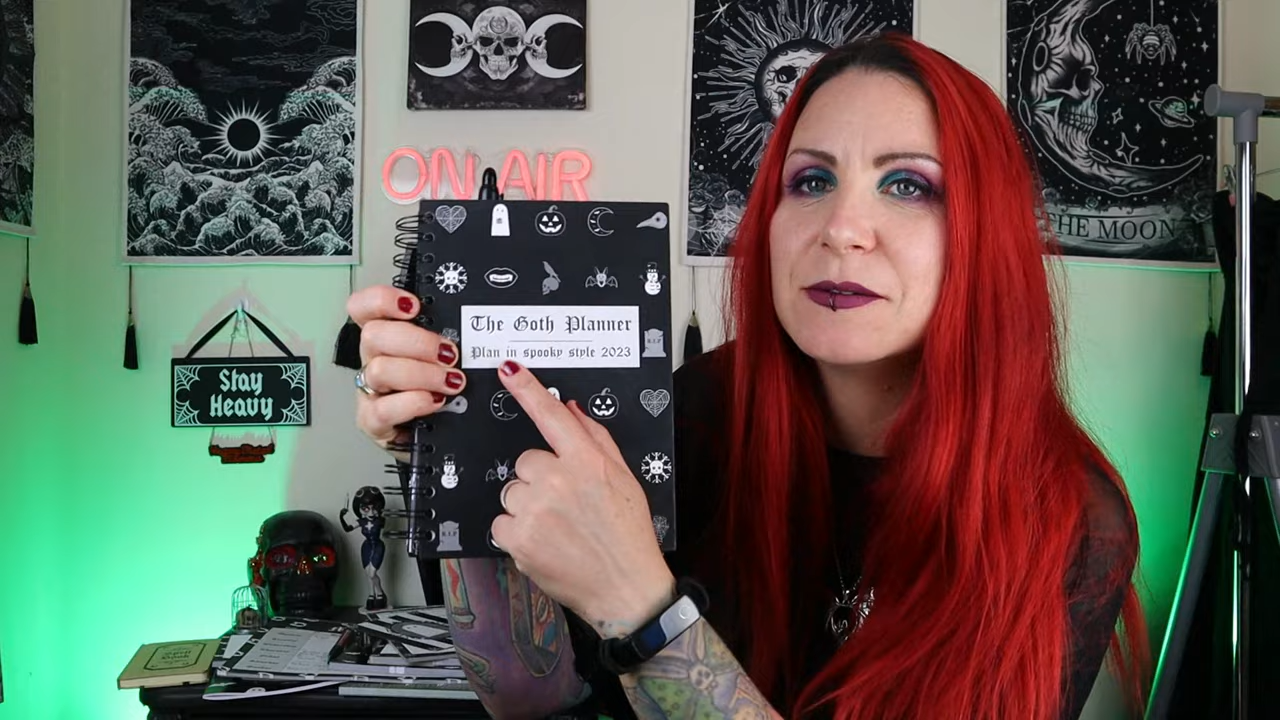 ON AIR
THE MOON
The Goth Planner
Plan in spooky style 2023
R.I.P
Stay
Heavy
R.I.P